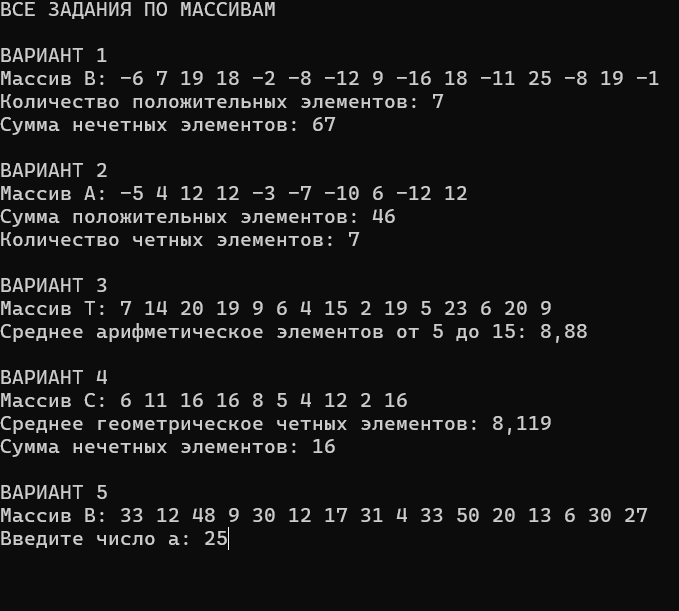 ВСЕ ЗАДАНИЯ ПО МАССИВАМ
ВАРИАНТ 1
Массив B: -6 7 19 18 -2 -8 -12 9 -16 18 -11 25 -8 19 -1
Количество положительных элементов: 7
Сумма нечетных элементов: 67
ВАРИАНТ 2
Массив A: -5 4 12 12 -3 -7 -10 6 -12 12
Сумма положительных элементов: 46
Количество четных элементов: 7
ВАРИАНТ 3
Массив T: 7 14 20 19 9 6 4 15 2 19 5 23 6 20 9
Среднее арифметическое элементов от 5 до 15: 8,88
ВАРИАНТ 4
Массив C: 6 11 16 16 8 5 4 12 2 16
Среднее геометрическое четных элементов: 8,119
Сумма нечетных элементов: 16
ВАРИАНТ 5
Массив B: 33 12 48 9 30 12 17 31 4 33 50 20 13 6 30 27
Введите число a: 25